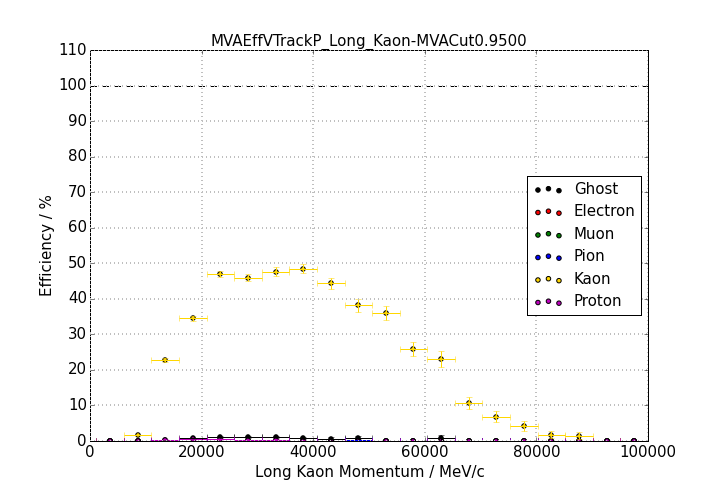 MVAEffVTrackP_Long_Kaon-MVACut0.9500
110
100
90
80
70
60
50
40
30
20
10
0
Efficiency / %
Ghost
Electron
Muon
Pion
Kaon
Proton
0 20000 40000 60000 80000 100000
Long Kaon Momentum / MeV/c